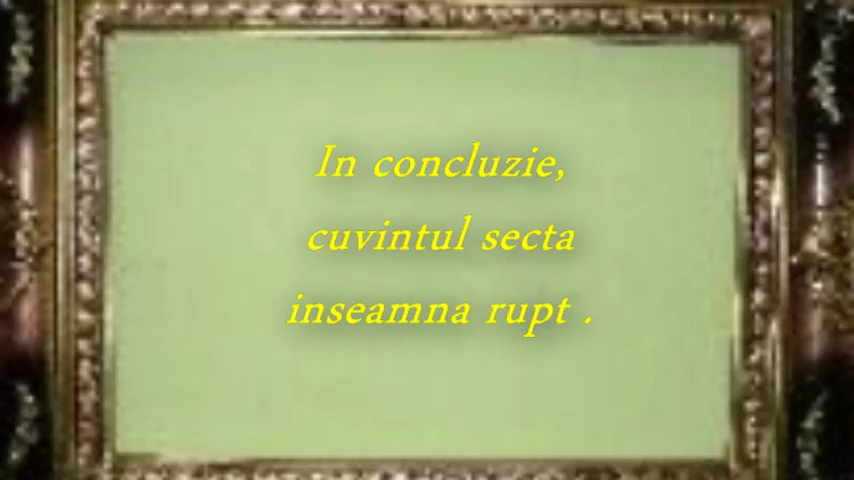 In concluzie,
cuvintul secta
inseamna rupt .